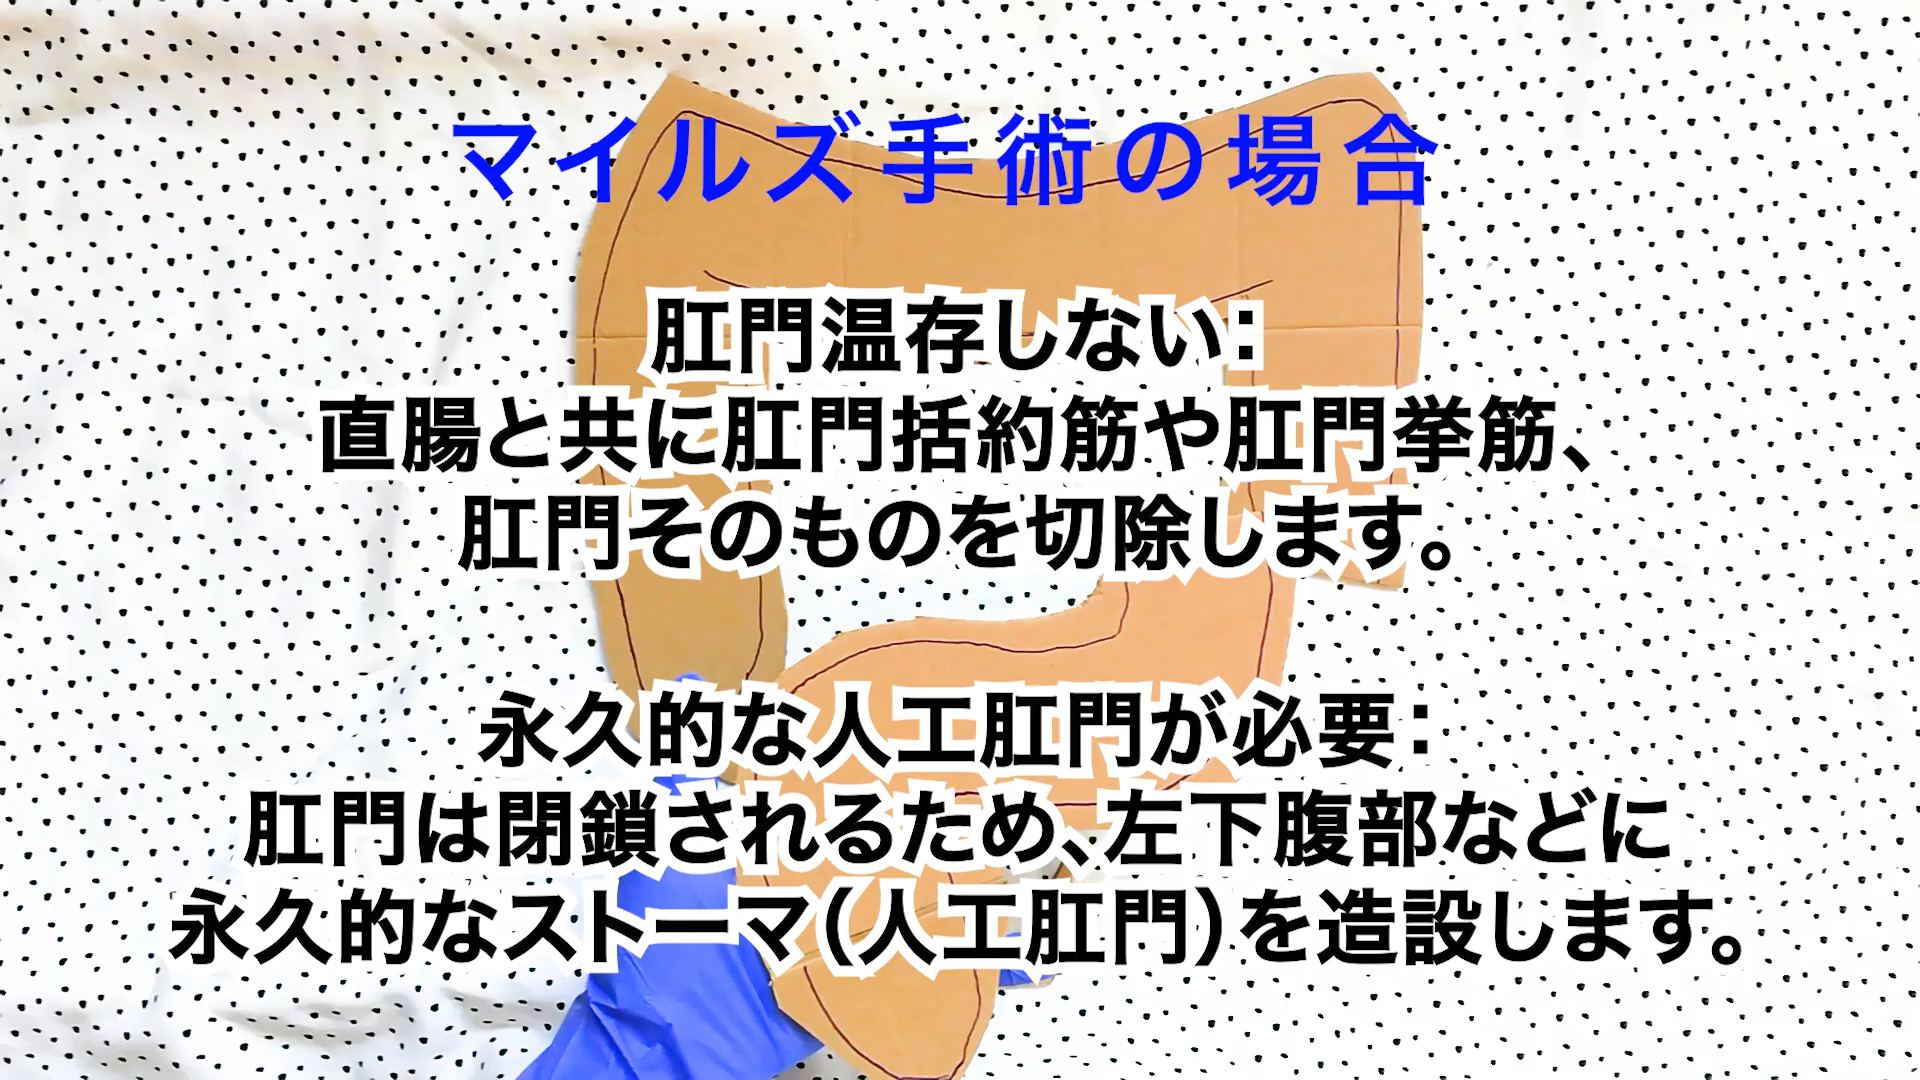 マイルズ手術の場合
肛門温存しない：
直腸と共に肛門括約筋や肛門挙筋、
肛門そのものを切除します。
永久的な人工肛門が必要：
肛門は閉鎖されるため、左下腹部などに
永久的なストーマ（人工肛門）を造設します。